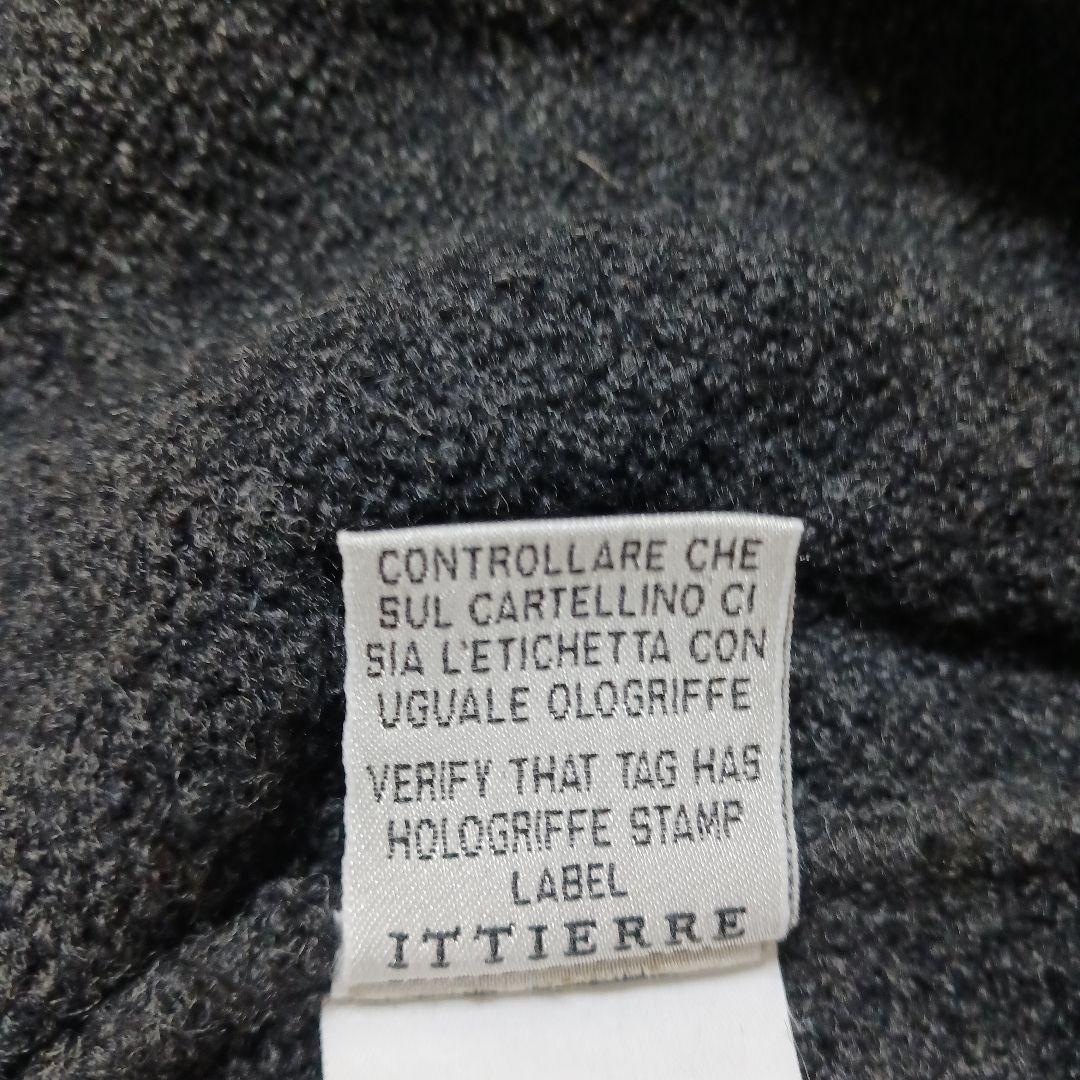 CONTROLLARE CHE
SUL CARTELLINO CI
SIA L'ETICHETTA CON
UGUALE OLOGRIFFE
VERIFY THAT TAG HAS
HOLOGRIFFE STAMP
LABEL
ITTIERRE